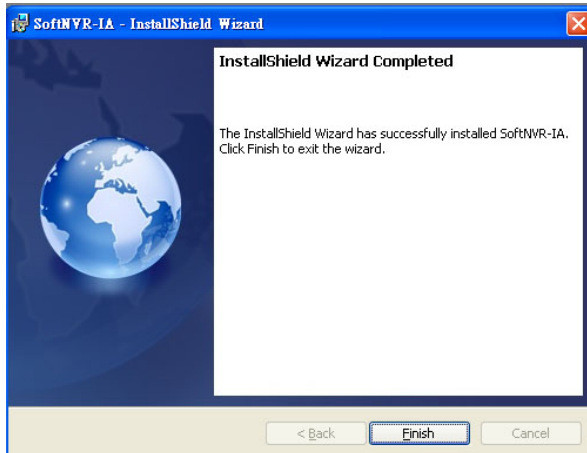 SoftNVR-IA - InstallShield Wizard
InstallShield Wizard Completed
The InstallShield Wizard has successfully installed SoftNVR-IA.
Click Finish to exit the wizard.
< Back
Finish
Cancel